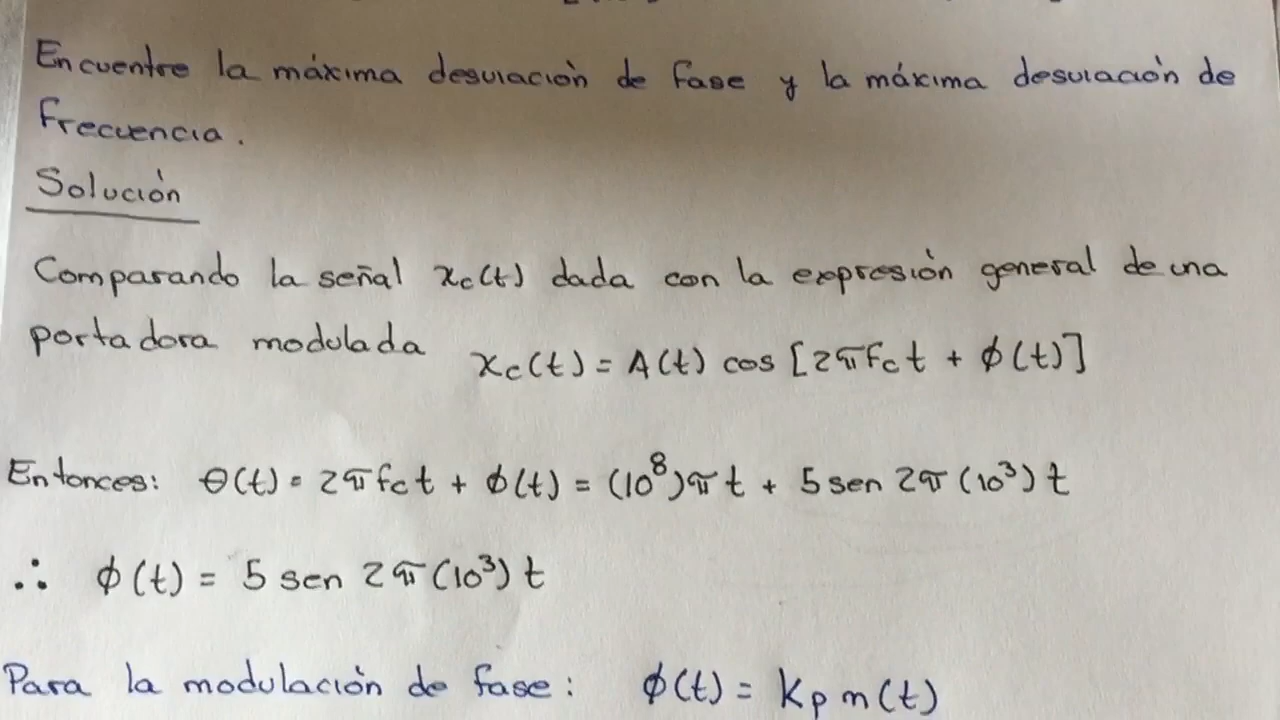 Encuentre la máxima desviación de fase y la máxima desviación de
frecuencia.
Solución
Comparando la señal xc(t) dada con la expresión general de una
portadora modulada xc(t) = A(t) cos [2πfct + ϕ(t)]
Entonces: θ(t) = 2πfct + ϕ(t) = (10⁸)πt + 5 sen 2π(10³)t
∴ ϕ(t) = 5 sen 2π(10³)t
Para la modulación de fase: ϕ(t) = Kp m(t)